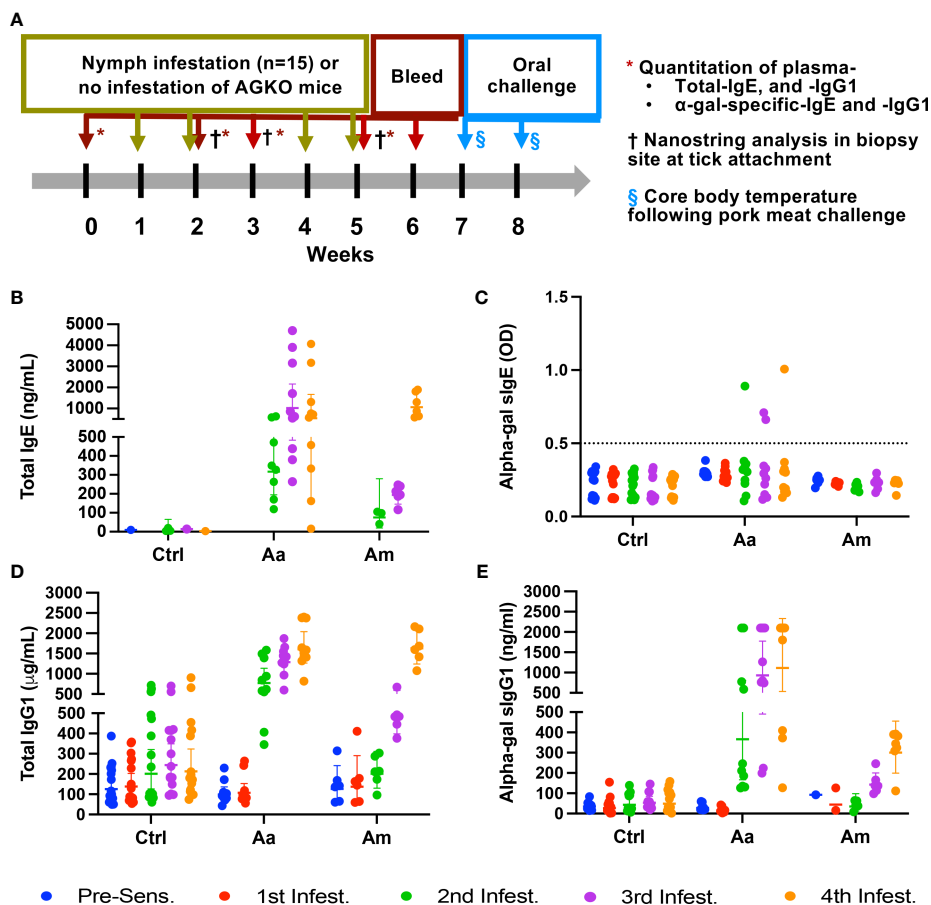 A
Nymph infestation (n=15) or
no infestation of AGKO mice
Bleed
Oral
challenge
* † * † * † * § §
0 1 2 3 4 5 6 7 8
Weeks
* Quantitation of plasma-
• Total-IgE, and -IgG1
• α-gal-specific-IgE and -IgG1
† Nanostring analysis in biopsy
site at tick attachment
§ Core body temperature
following pork meat challenge
B
Total IgE (ng/mL)
5000
4000
3000
2000
1000
500
400
300
200
100
0
Ctrl Aa Am
C
Alpha-gal sIgE (OD)
1.5
1.0
0.5
0.0
Ctrl Aa Am
D
Total IgG1 (μg/mL)
3000
2500
2000
1500
1000
500
500
400
300
200
100
0
Ctrl Aa Am
E
Alpha-gal sIgG1 (ng/ml)
3000
2500
2000
1500
1000
500
500
400
300
200
100
0
Ctrl Aa Am
Pre-Sens. 1st Infest. 2nd Infest. 3rd Infest. 4th Infest.